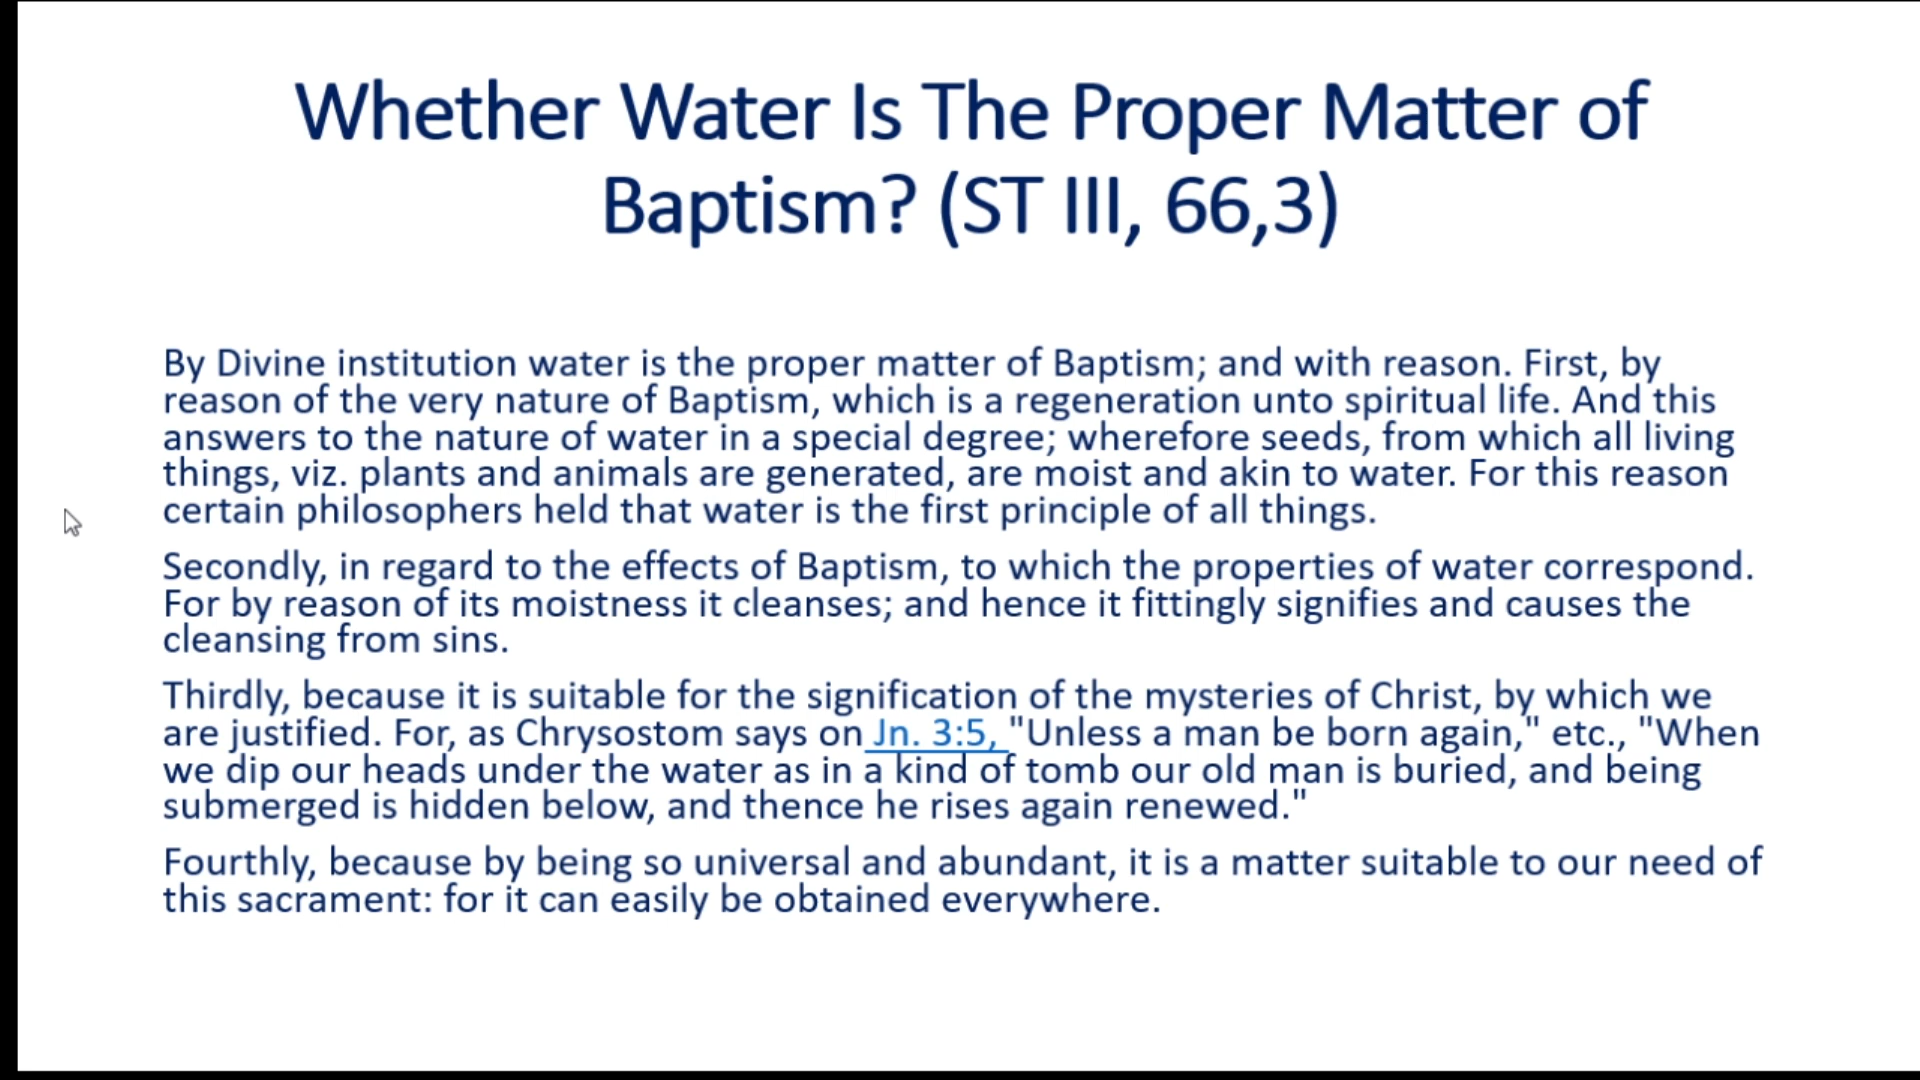 Whether Water Is The Proper Matter of
Baptism? (ST III, 66,3)
By Divine institution water is the proper matter of Baptism; and with reason. First, by
reason of the very nature of Baptism, which is a regeneration unto spiritual life. And this
answers to the nature of water in a special degree; wherefore seeds, from which all living
things, viz. plants and animals are generated, are moist and akin to water. For this reason
certain philosophers held that water is the first principle of all things.
Secondly, in regard to the effects of Baptism, to which the properties of water correspond.
For by reason of its moistness it cleanses; and hence it fittingly signifies and causes the
cleansing from sins.
Thirdly, because it is suitable for the signification of the mysteries of Christ, by which we
are justified. For, as Chrysostom says on Jn. 3:5, "Unless a man be born again," etc., "When
we dip our heads under the water as in a kind of tomb our old man is buried, and being
submerged is hidden below, and thence he rises again renewed."
Fourthly, because by being so universal and abundant, it is a matter suitable to our need of
this sacrament: for it can easily be obtained everywhere.